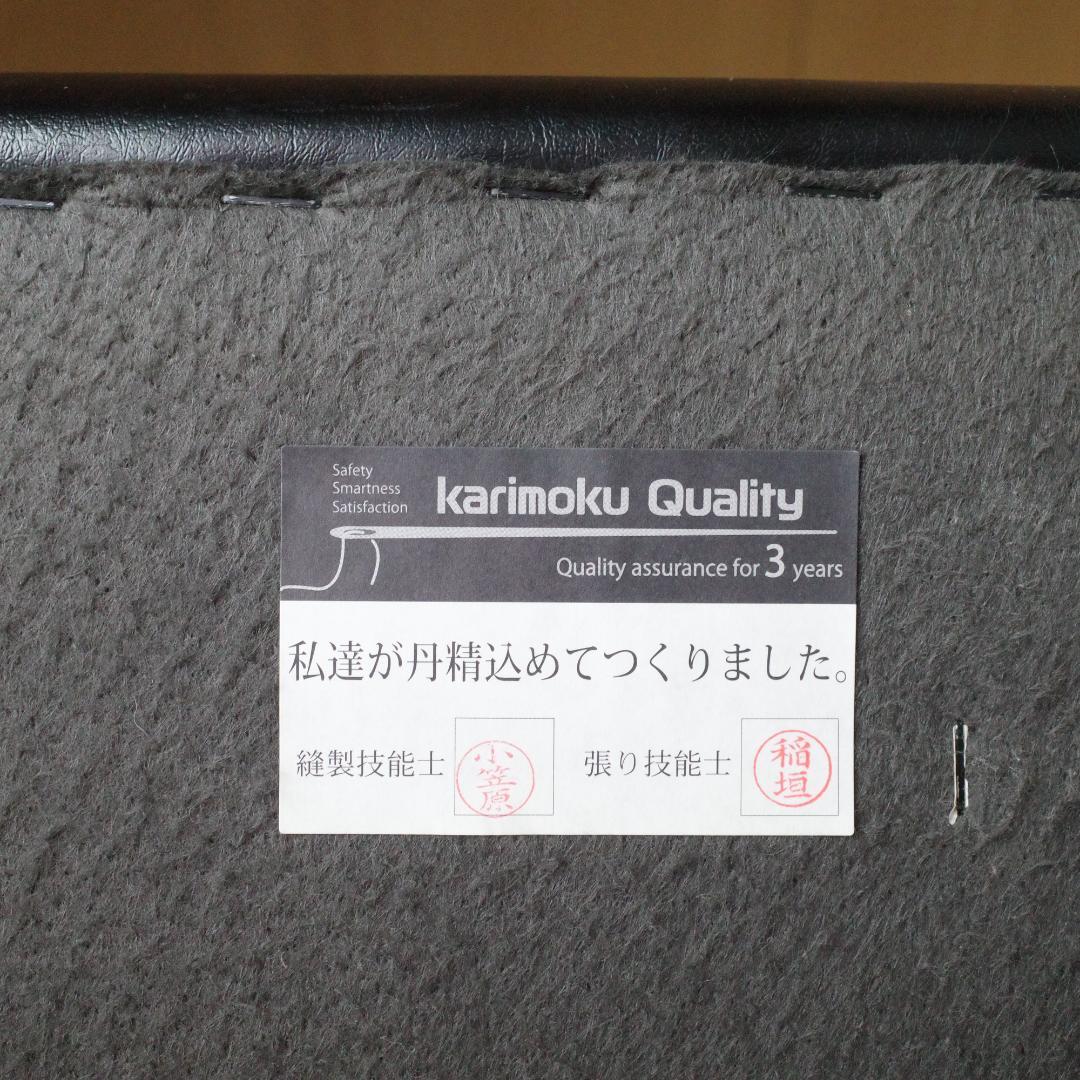 Safety
Smartness
Satisfaction
karimoku Quality
Quality assurance for 3 years
私達が丹精込めてつくりました。
縫製技能士 小笠原 張り技能士 稲垣